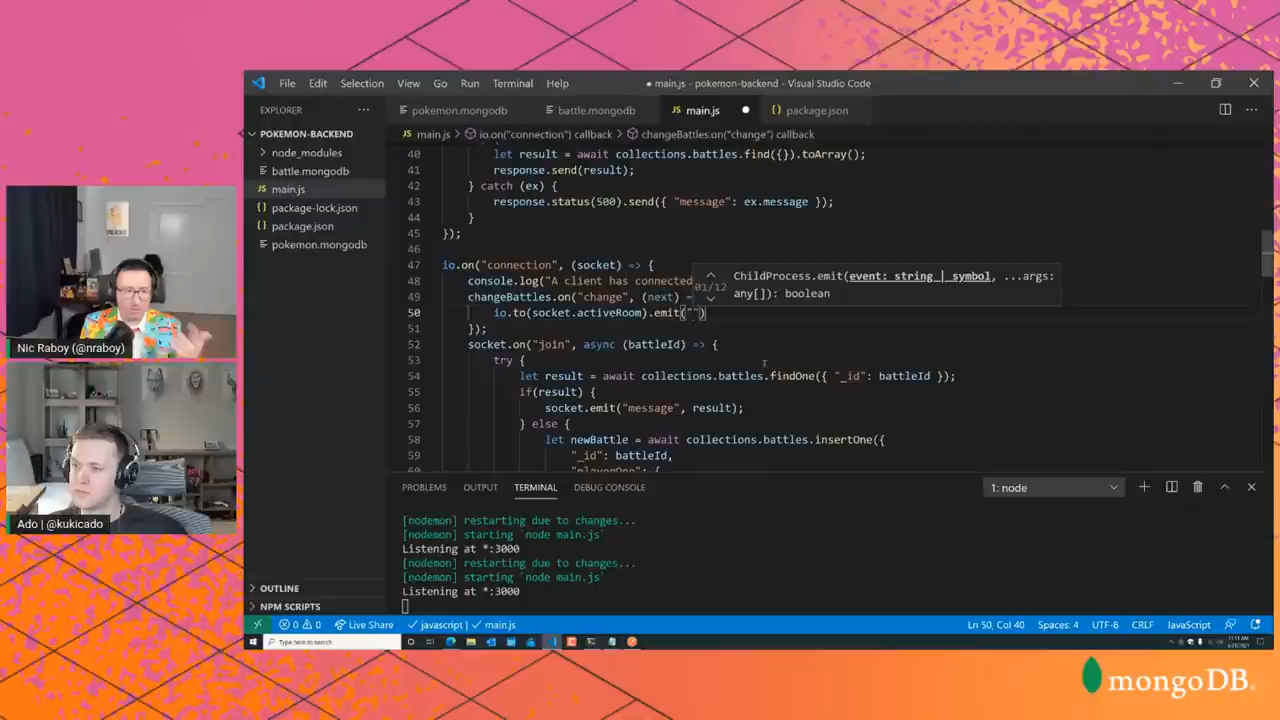 File Edit Selection View Go Run Terminal Help
● main.js - pokemon-backend - Visual Studio Code
EXPLORER
pokemon.mongodb battle.mongodb JS main.js package.json
POKEMON-BACKEND
node_modules
battle.mongodb
JS main.js
package-lock.json
package.json
pokemon.mongodb
JS main.js > io.on("connection") callback > changeBattles.on("change") callback
40 let result = await collections.battles.find({}).toArray();
41 response.send(result);
42 } catch (ex) {
43 response.status(500).send({ "message": ex.message });
44 }
45 });
46
47 io.on("connection", (socket) => {
48 console.log("A client has connected
49 changeBattles.on("change", (next) =
50 io.to(socket.activeRoom).emit("")
51 });
52 socket.on("join", async (battleId) => {
53 try {
54 let result = await collections.battles.findOne({ "_id": battleId });
55 if(result) {
56 socket.emit("message", result);
57 } else {
58 let newBattle = await collections.battles.insertOne({
59 "_id": battleId,
60 "playerOne": {
01/12
ChildProcess.emit(event: string | symbol, ...args:
any[]): boolean
PROBLEMS OUTPUT TERMINAL DEBUG CONSOLE
1: node
[nodemon] restarting due to changes...
[nodemon] starting `node main.js`
Listening at *:3000
[nodemon] restarting due to changes...
[nodemon] starting `node main.js`
Listening at *:3000
OUTLINE
NPM SCRIPTS
0 0 Live Share javascript main.js
Ln 50, Col 40 Spaces: 4 UTF-8 CRLF JavaScript
Type here to search
Nic Raboy (@nraboy)
Ado | @kukicado
mongoDB.